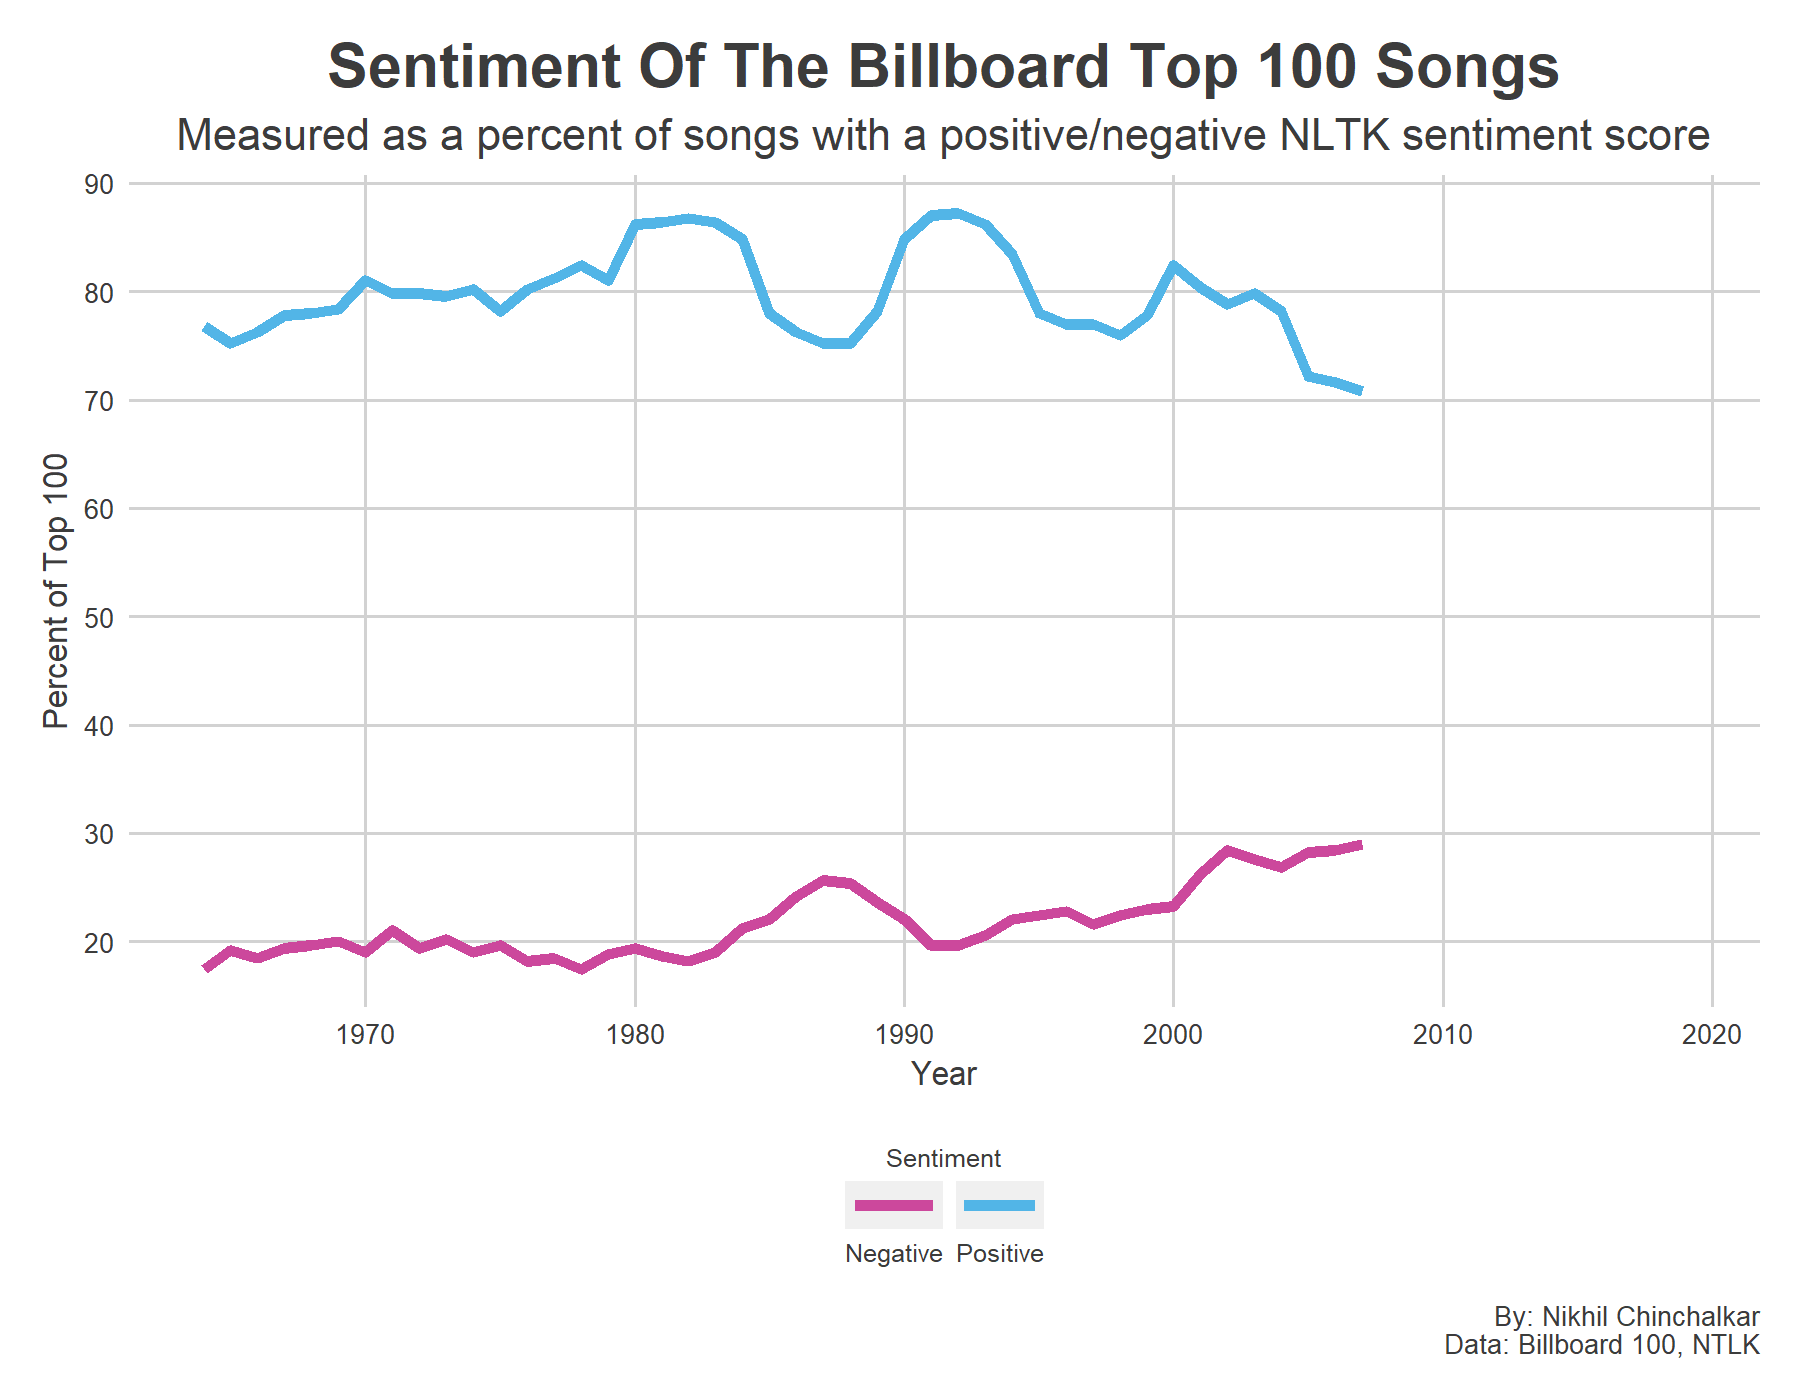 Sentiment Of The Billboard Top 100 Songs
Measured as a percent of songs with a positive/negative NLTK sentiment score
90
80
70
60
50
40
30
20
Percent of Top 100
1970 1980 1990 2000 2010 2020
Year
Sentiment
Negative Positive
By: Nikhil Chinchalkar
Data: Billboard 100, NTLK